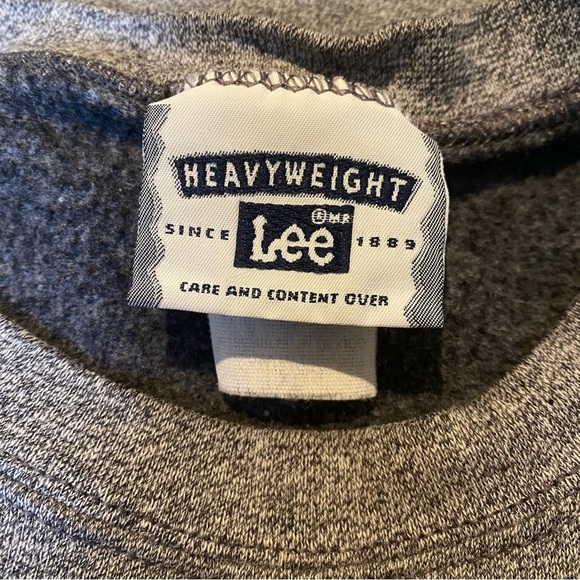 HEAVYWEIGHT
® MR
SINCE Lee 1889
CARE AND CONTENT OVER